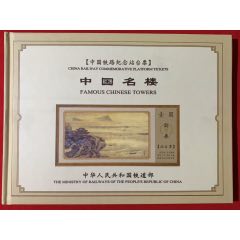 【中国铁路纪念站台票】
CHINA RAILWAY COMMEMORATIVE PLATFORM TICKETS
中国名楼
FAMOUS CHINESE TOWERS
中华人民共和国铁道部
THE MINISTRY OF RAILWAYS OF THE PEOPLE'S REPUBLIC OF CHINA